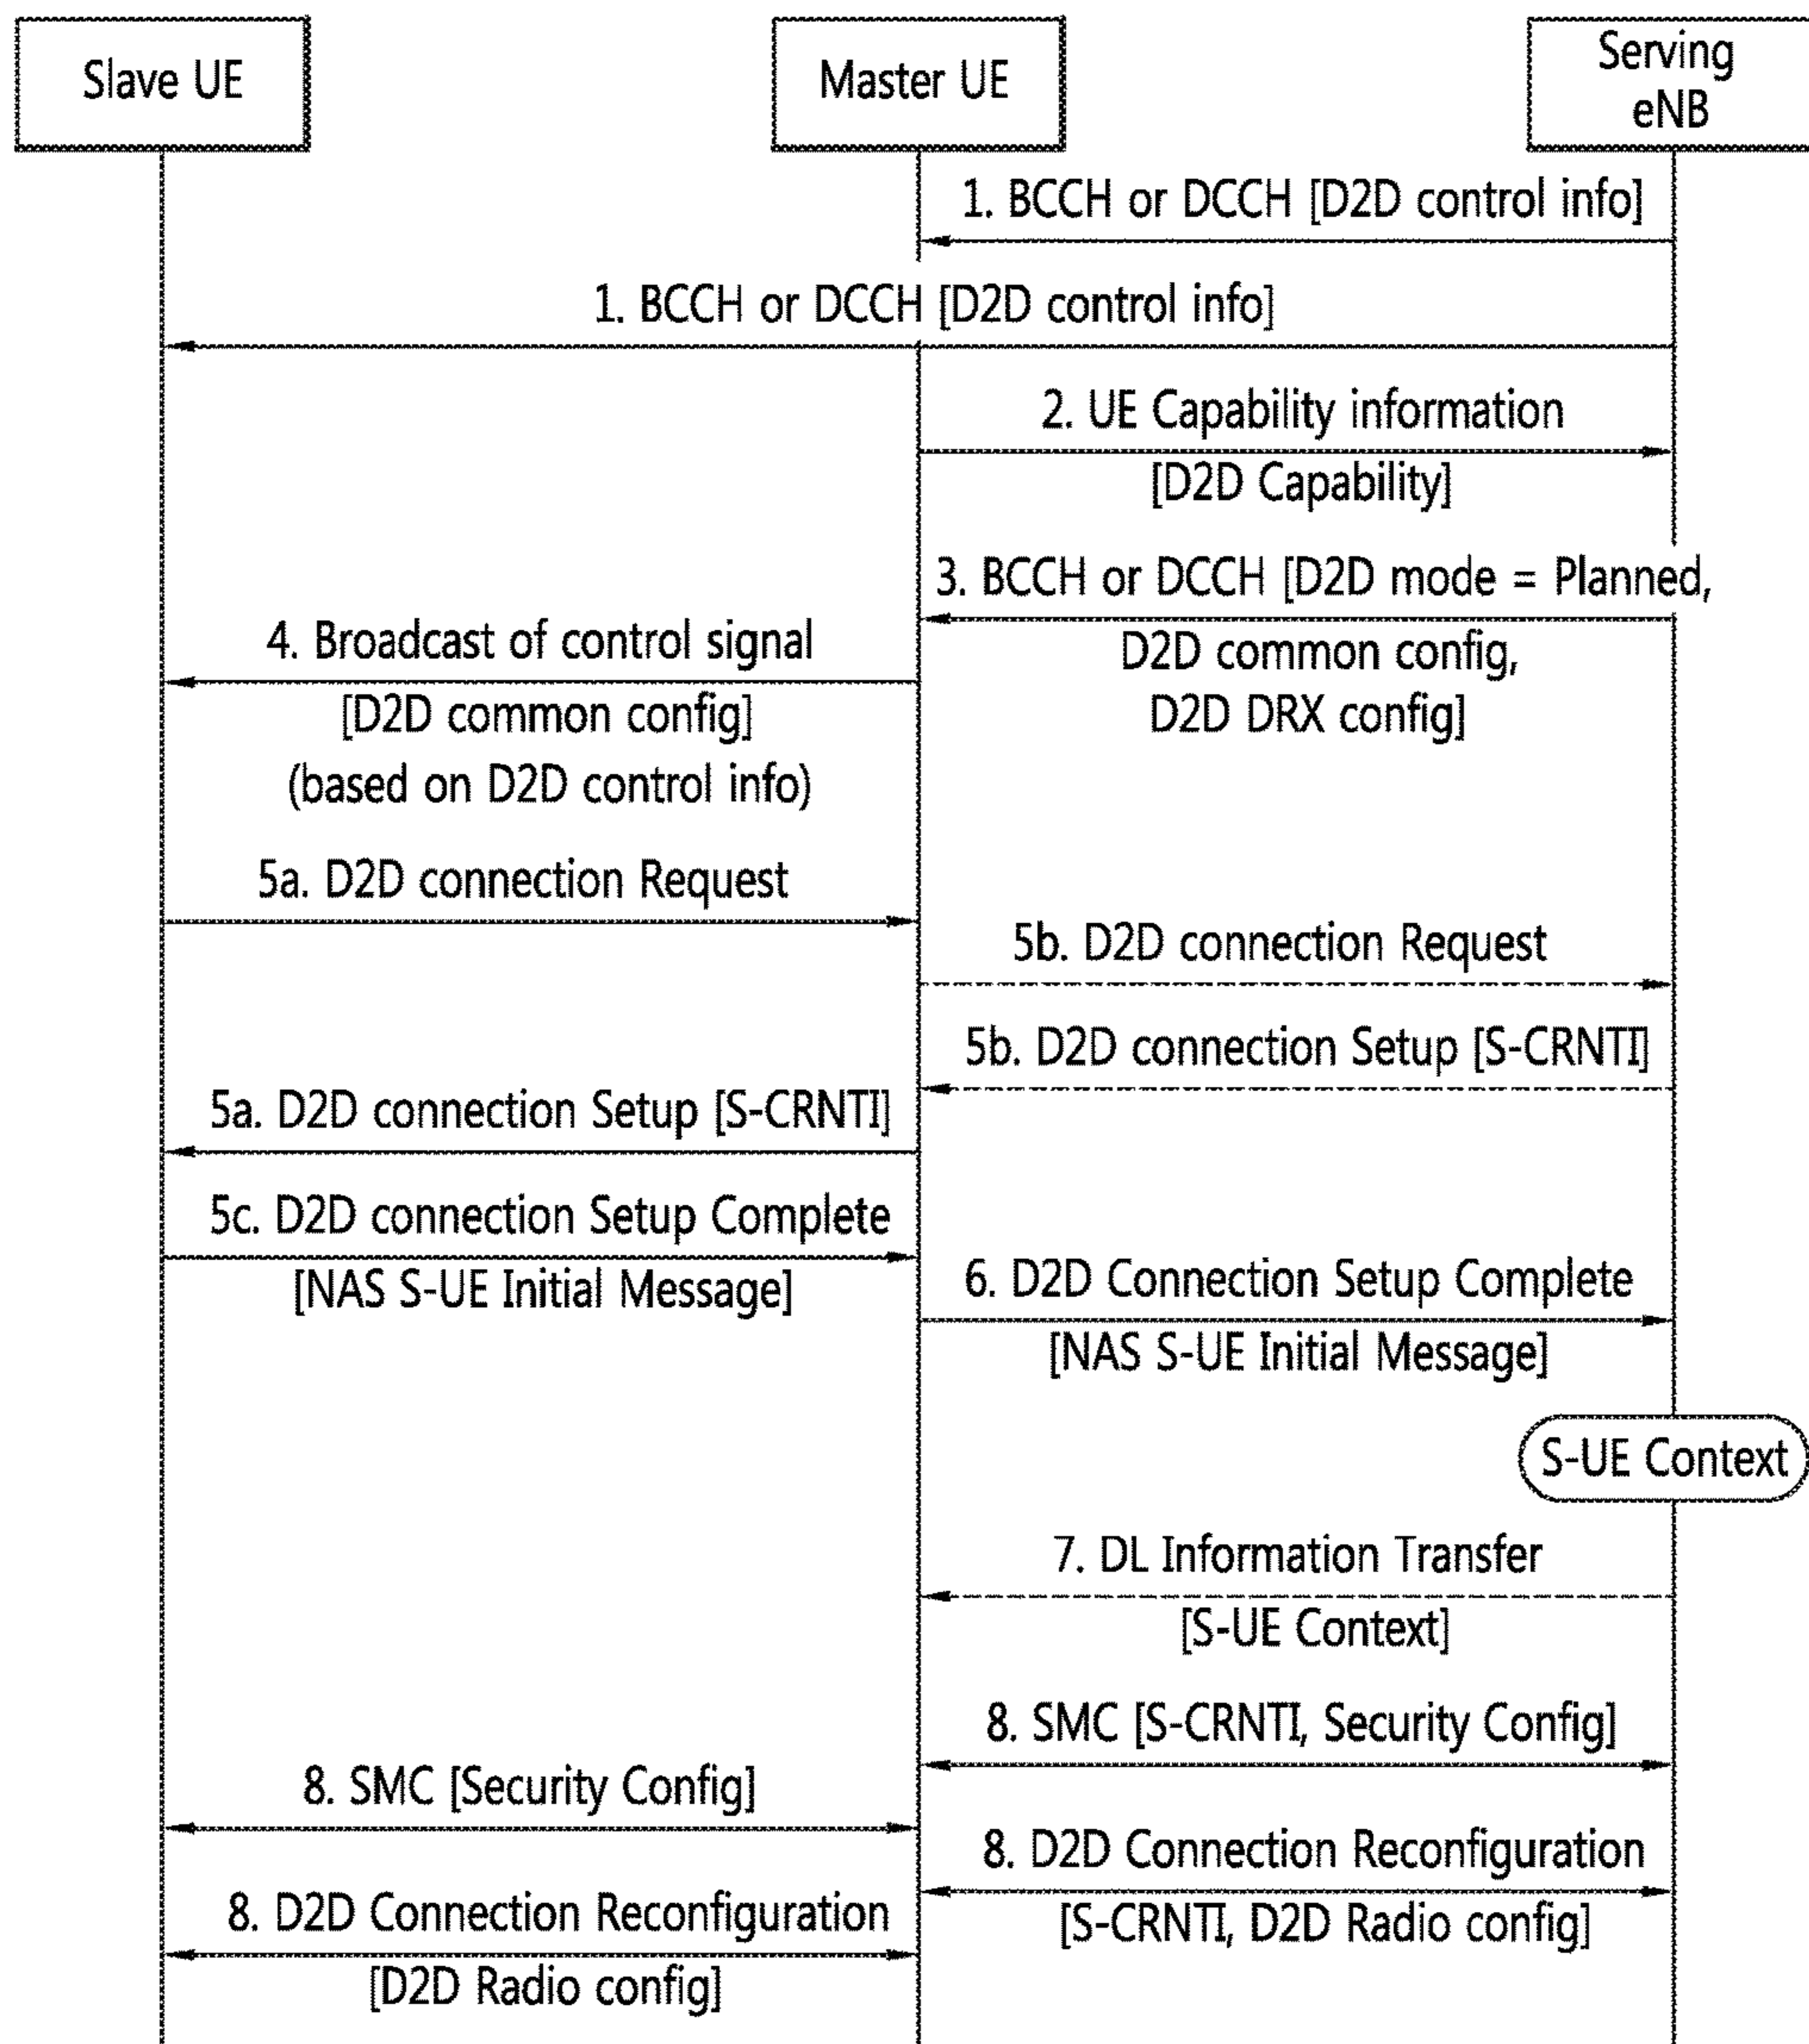 Slave UE
Master UE
Serving
eNB
1. BCCH or DCCH [D2D control info]
1. BCCH or DCCH [D2D control info]
2. UE Capability information
[D2D Capability]
3. BCCH or DCCH [D2D mode = Planned,
D2D common config,
D2D DRX config]
4. Broadcast of control signal
[D2D common config]
(based on D2D control info)
5a. D2D connection Request
5b. D2D connection Request
5b. D2D connection Setup [S-CRNTI]
5a. D2D connection Setup [S-CRNTI]
5c. D2D connection Setup Complete
[NAS S-UE Initial Message]
6. D2D Connection Setup Complete
[NAS S-UE Initial Message]
S-UE Context
7. DL Information Transfer
[S-UE Context]
8. SMC [S-CRNTI, Security Config]
8. SMC [Security Config]
8. D2D Connection Reconfiguration
[S-CRNTI, D2D Radio config]
8. D2D Connection Reconfiguration
[D2D Radio config]